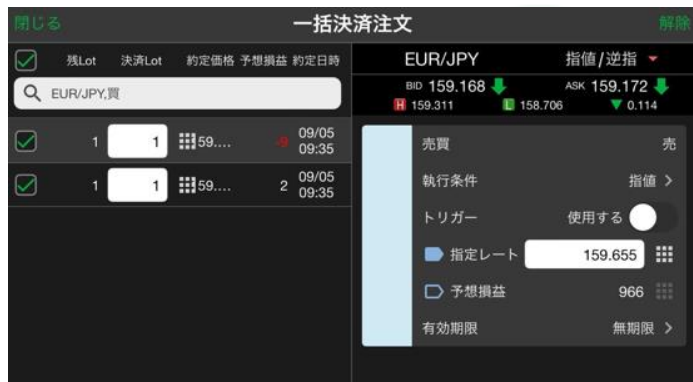 閉じる 一括決済注文 解除
残Lot 決済Lot 約定価格 予想損益 約定日時
EUR/JPY,買
1 1 59.... -9 09/05 09:35
1 1 59.... 2 09/05 09:35
EUR/JPY 指値/逆指
BID 159.168 ASK 159.172
H 159.311 L 158.706 ▼ 0.114
売買 売
執行条件 指値 >
トリガー 使用する
指定レート 159.655
予想損益 966
有効期限 無期限 >